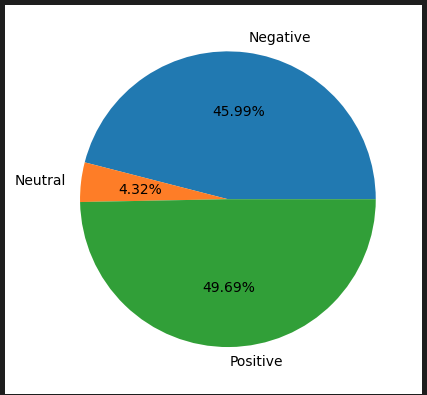 Negative
45.99%
Neutral
4.32%
49.69%
Positive